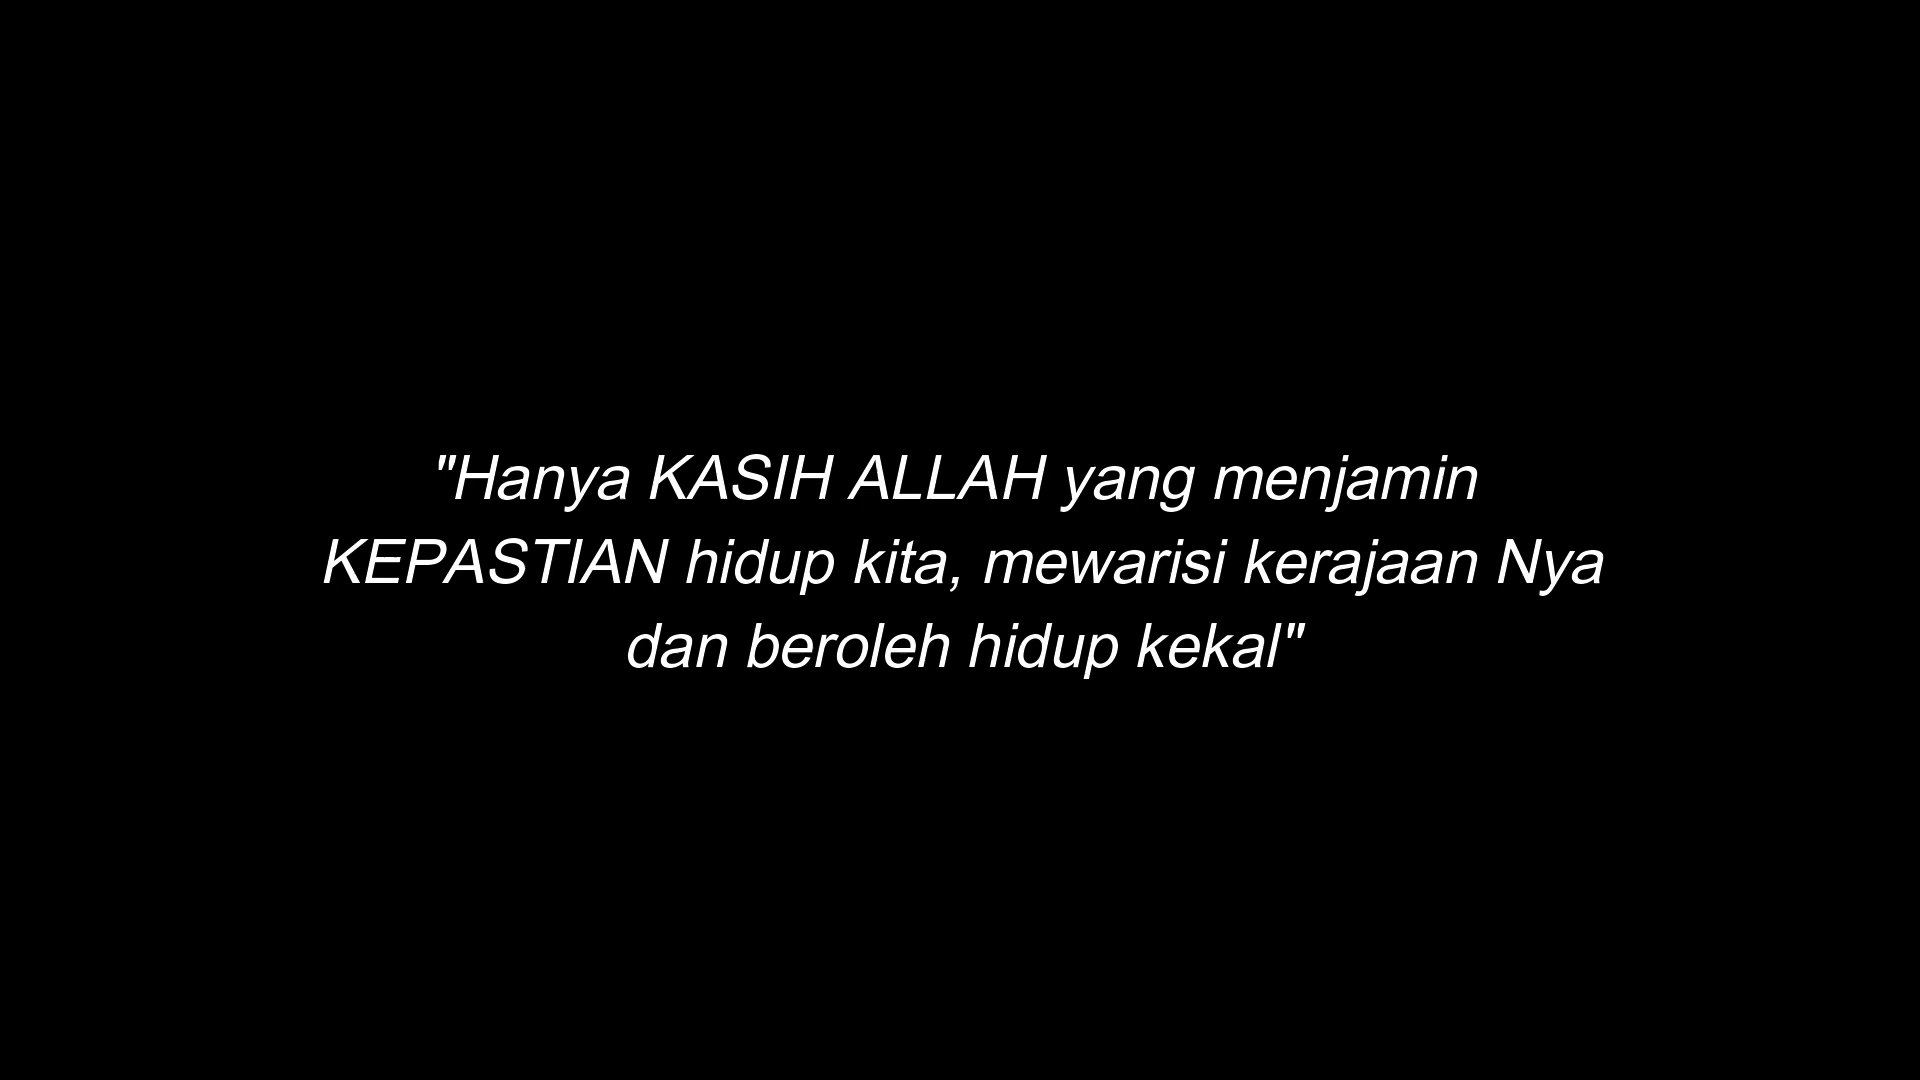 "Hanya KASIH ALLAH yang menjamin
KEPASTIAN hidup kita, mewarisi kerajaan Nya
dan beroleh hidup kekal"